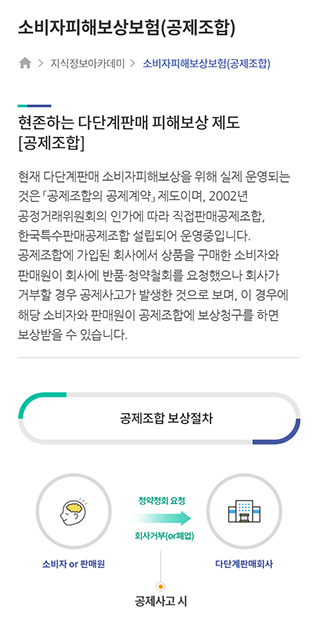 소비자피해보상보험(공제조합)
지식정보아카데미 > 소비자피해보상보험(공제조합)
현존하는 다단계판매 피해보상 제도
[공제조합]
현재 다단계판매 소비자피해보상을 위해 실제 운영되는
것은 「공제조합의 공제계약」 제도이며, 2002년
공정거래위원회의 인가에 따라 직접판매공제조합,
한국특수판매공제조합 설립되어 운영중입니다.
공제조합에 가입된 회사에서 상품을 구매한 소비자와
판매원이 회사에 반품·청약철회를 요청했으나 회사가
거부할 경우 공제사고가 발생한 것으로 보며, 이 경우에
해당 소비자와 판매원이 공제조합에 보상청구를 하면
보상받을 수 있습니다.
공제조합 보상절차
청약청회 요청
회사거부(or폐업)
소비자 or 판매원
다단계판매회사
공제사고 시